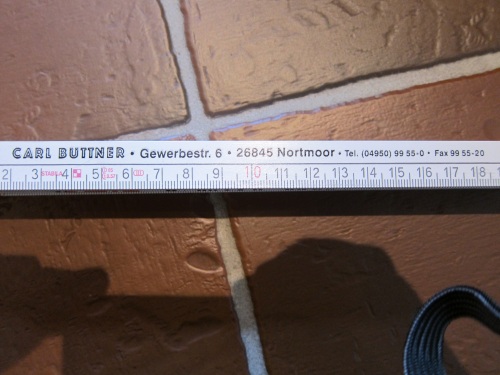 CARL BUTTNER • Gewerbestr. 6 • 26845 Nortmoor • Tel. (04950) 99 55-0 • Fax 99 55-20
2 3 STABILA 4 5 6 7 8 9 10 11 12 13 14 15 16 17 18